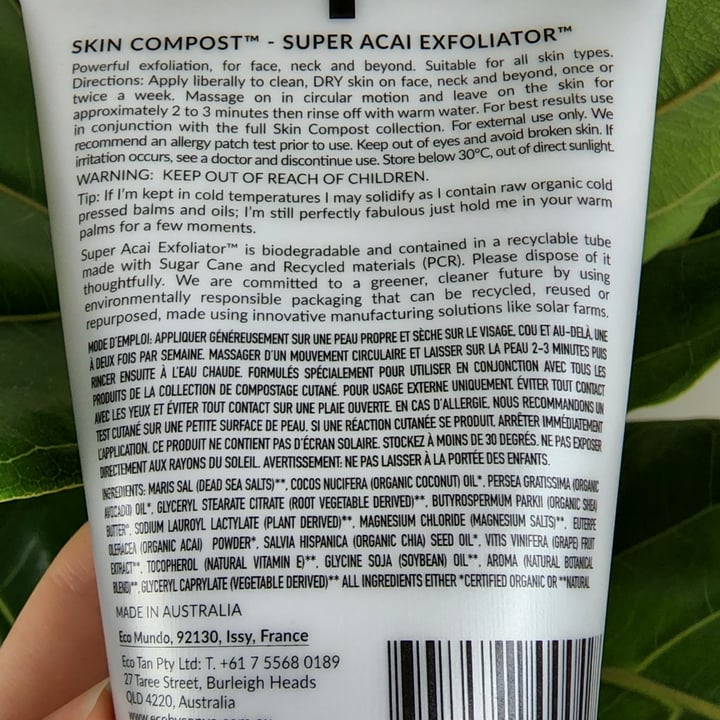 SKIN COMPOST™ - SUPER ACAI EXFOLIATOR™
Powerful exfoliation, for face, neck and beyond. Suitable for all skin types.
Directions: Apply liberally to clean, DRY skin on face, neck and beyond, once or
twice a week. Massage on in circular motion and leave on the skin for
approximately 2 to 3 minutes then rinse off with warm water. For best results use
in conjunction with the full Skin Compost collection. For external use only. We
recommend an allergy patch test prior to use. Keep out of eyes and avoid broken skin. If
irritation occurs, see a doctor and discontinue use. Store below 30°C, out of direct sunlight.
WARNING: KEEP OUT OF REACH OF CHILDREN.
Tip: If I'm kept in cold temperatures I may solidify as I contain raw organic cold
pressed balms and oils; I'm still perfectly fabulous just hold me in your warm
palms for a few moments.
Super Acai Exfoliator™ is biodegradable and contained in a recyclable tube
made with Sugar Cane and Recycled materials (PCR). Please dispose of it
thoughtfully. We are committed to a greener, cleaner future by using
environmentally responsible packaging that can be recycled, reused or
repurposed, made using innovative manufacturing solutions like solar farms.
MODE D'EMPLOI: APPLIQUER GÉNÉREUSEMENT SUR UNE PEAU PROPRE ET SÈCHE SUR LE VISAGE, COU ET AU-DELÀ, UNE
À DEUX FOIS PAR SEMAINE. MASSAGER D'UN MOUVEMENT CIRCULAIRE ET LAISSER SUR LA PEAU 2-3 MINUTES PUIS
RINCER ENSUITE À L'EAU CHAUDE. FORMULÉS SPÉCIALEMENT POUR UTILISER EN CONJONCTION AVEC TOUS LES
PRODUITS DE LA COLLECTION DE COMPOSTAGE CUTANÉ. POUR USAGE EXTERNE UNIQUEMENT. ÉVITER TOUT CONTACT
AVEC LES YEUX ET ÉVITER TOUT CONTACT SUR UNE PLAIE OUVERTE. EN CAS D'ALLERGIE, NOUS RECOMMANDONS UN
TEST CUTANÉ SUR UNE PETITE SURFACE DE PEAU. SI UNE RÉACTION CUTANÉE SE PRODUIT, ARRÊTER IMMÉDIATEMENT
L'APPLICATION. CE PRODUIT NE CONTIENT PAS D'ÉCRAN SOLAIRE. STOCKEZ À MOINS DE 30 DEGRÉS. NE PAS EXPOSER
DIRECTEMENT AUX RAYONS DU SOLEIL. AVERTISSEMENT: NE PAS LAISSER À LA PORTÉE DES ENFANTS.
INGREDIENTS: MARIS SAL (DEAD SEA SALTS)**, COCOS NUCIFERA (ORGANIC COCONUT) OIL*, PERSEA GRATISSIMA (ORGANIC
AVOCADO) OIL*, GLYCERYL STEARATE CITRATE (ROOT VEGETABLE DERIVED)**, BUTYROSPERMUM PARKII (ORGANIC SHEA)
BUTTER*, SODIUM LAUROYL LACTYLATE (PLANT DERIVED)**, MAGNESIUM CHLORIDE (MAGNESIUM SALTS)**, EUTERPE
OLERACEA (ORGANIC ACAI) POWDER*, SALVIA HISPANICA (ORGANIC CHIA) SEED OIL*, VITIS VINIFERA (GRAPE) FRUIT
EXTRACT**, TOCOPHEROL (NATURAL VITAMIN E)**, GLYCINE SOJA (SOYBEAN) OIL**, AROMA (NATURAL BOTANICAL
BLEND)**, GLYCERYL CAPRYLATE (VEGETABLE DERIVED)** ALL INGREDIENTS EITHER *CERTIFIED ORGANIC OR **NATURAL
MADE IN AUSTRALIA
Eco Mundo, 92130, Issy, France
Eco Tan Pty Ltd: T. +61 7 5568 0189
27 Taree Street, Burleigh Heads
QLD 4220, Australia